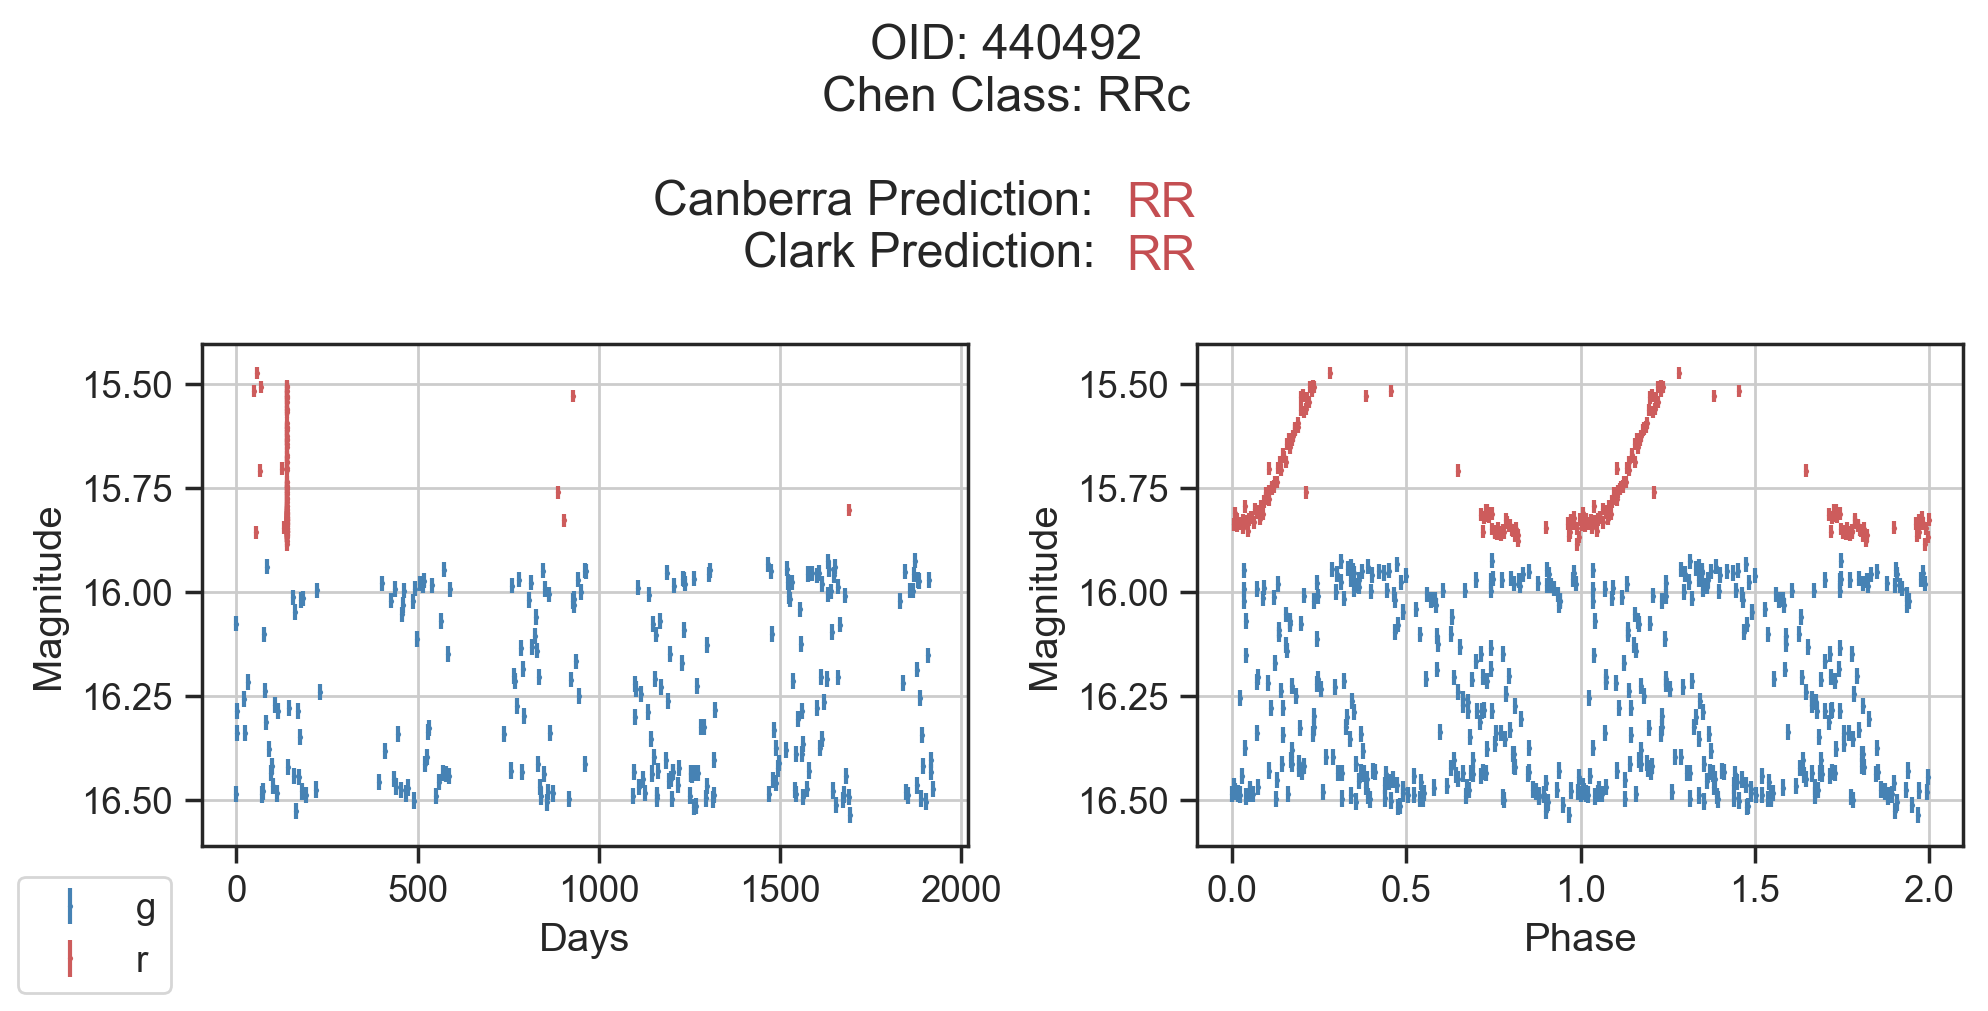 OID: 440492
Chen Class: RRc
Canberra Prediction: RR
Clark Prediction: RR
15.50
15.75
16.00
16.25
16.50
Magnitude
0
500
1000
1500
2000
Days
15.50
15.75
16.00
16.25
16.50
Magnitude
0.0
0.5
1.0
1.5
2.0
Phase
g
r